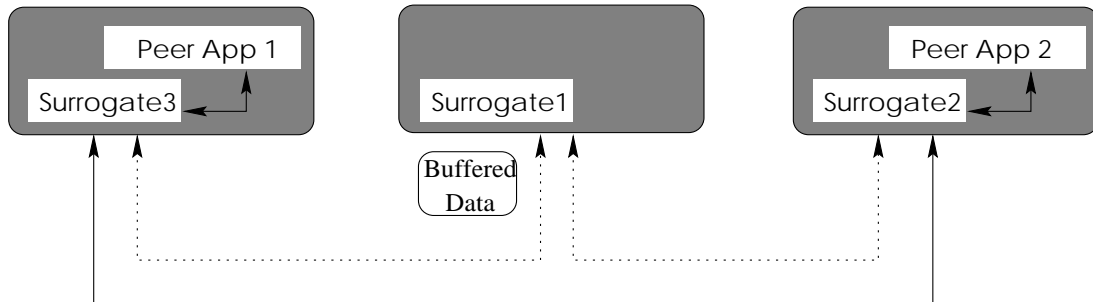 Peer App 1
Surrogate3
Surrogate1
Peer App 2
Surrogate2
Buffered
Data